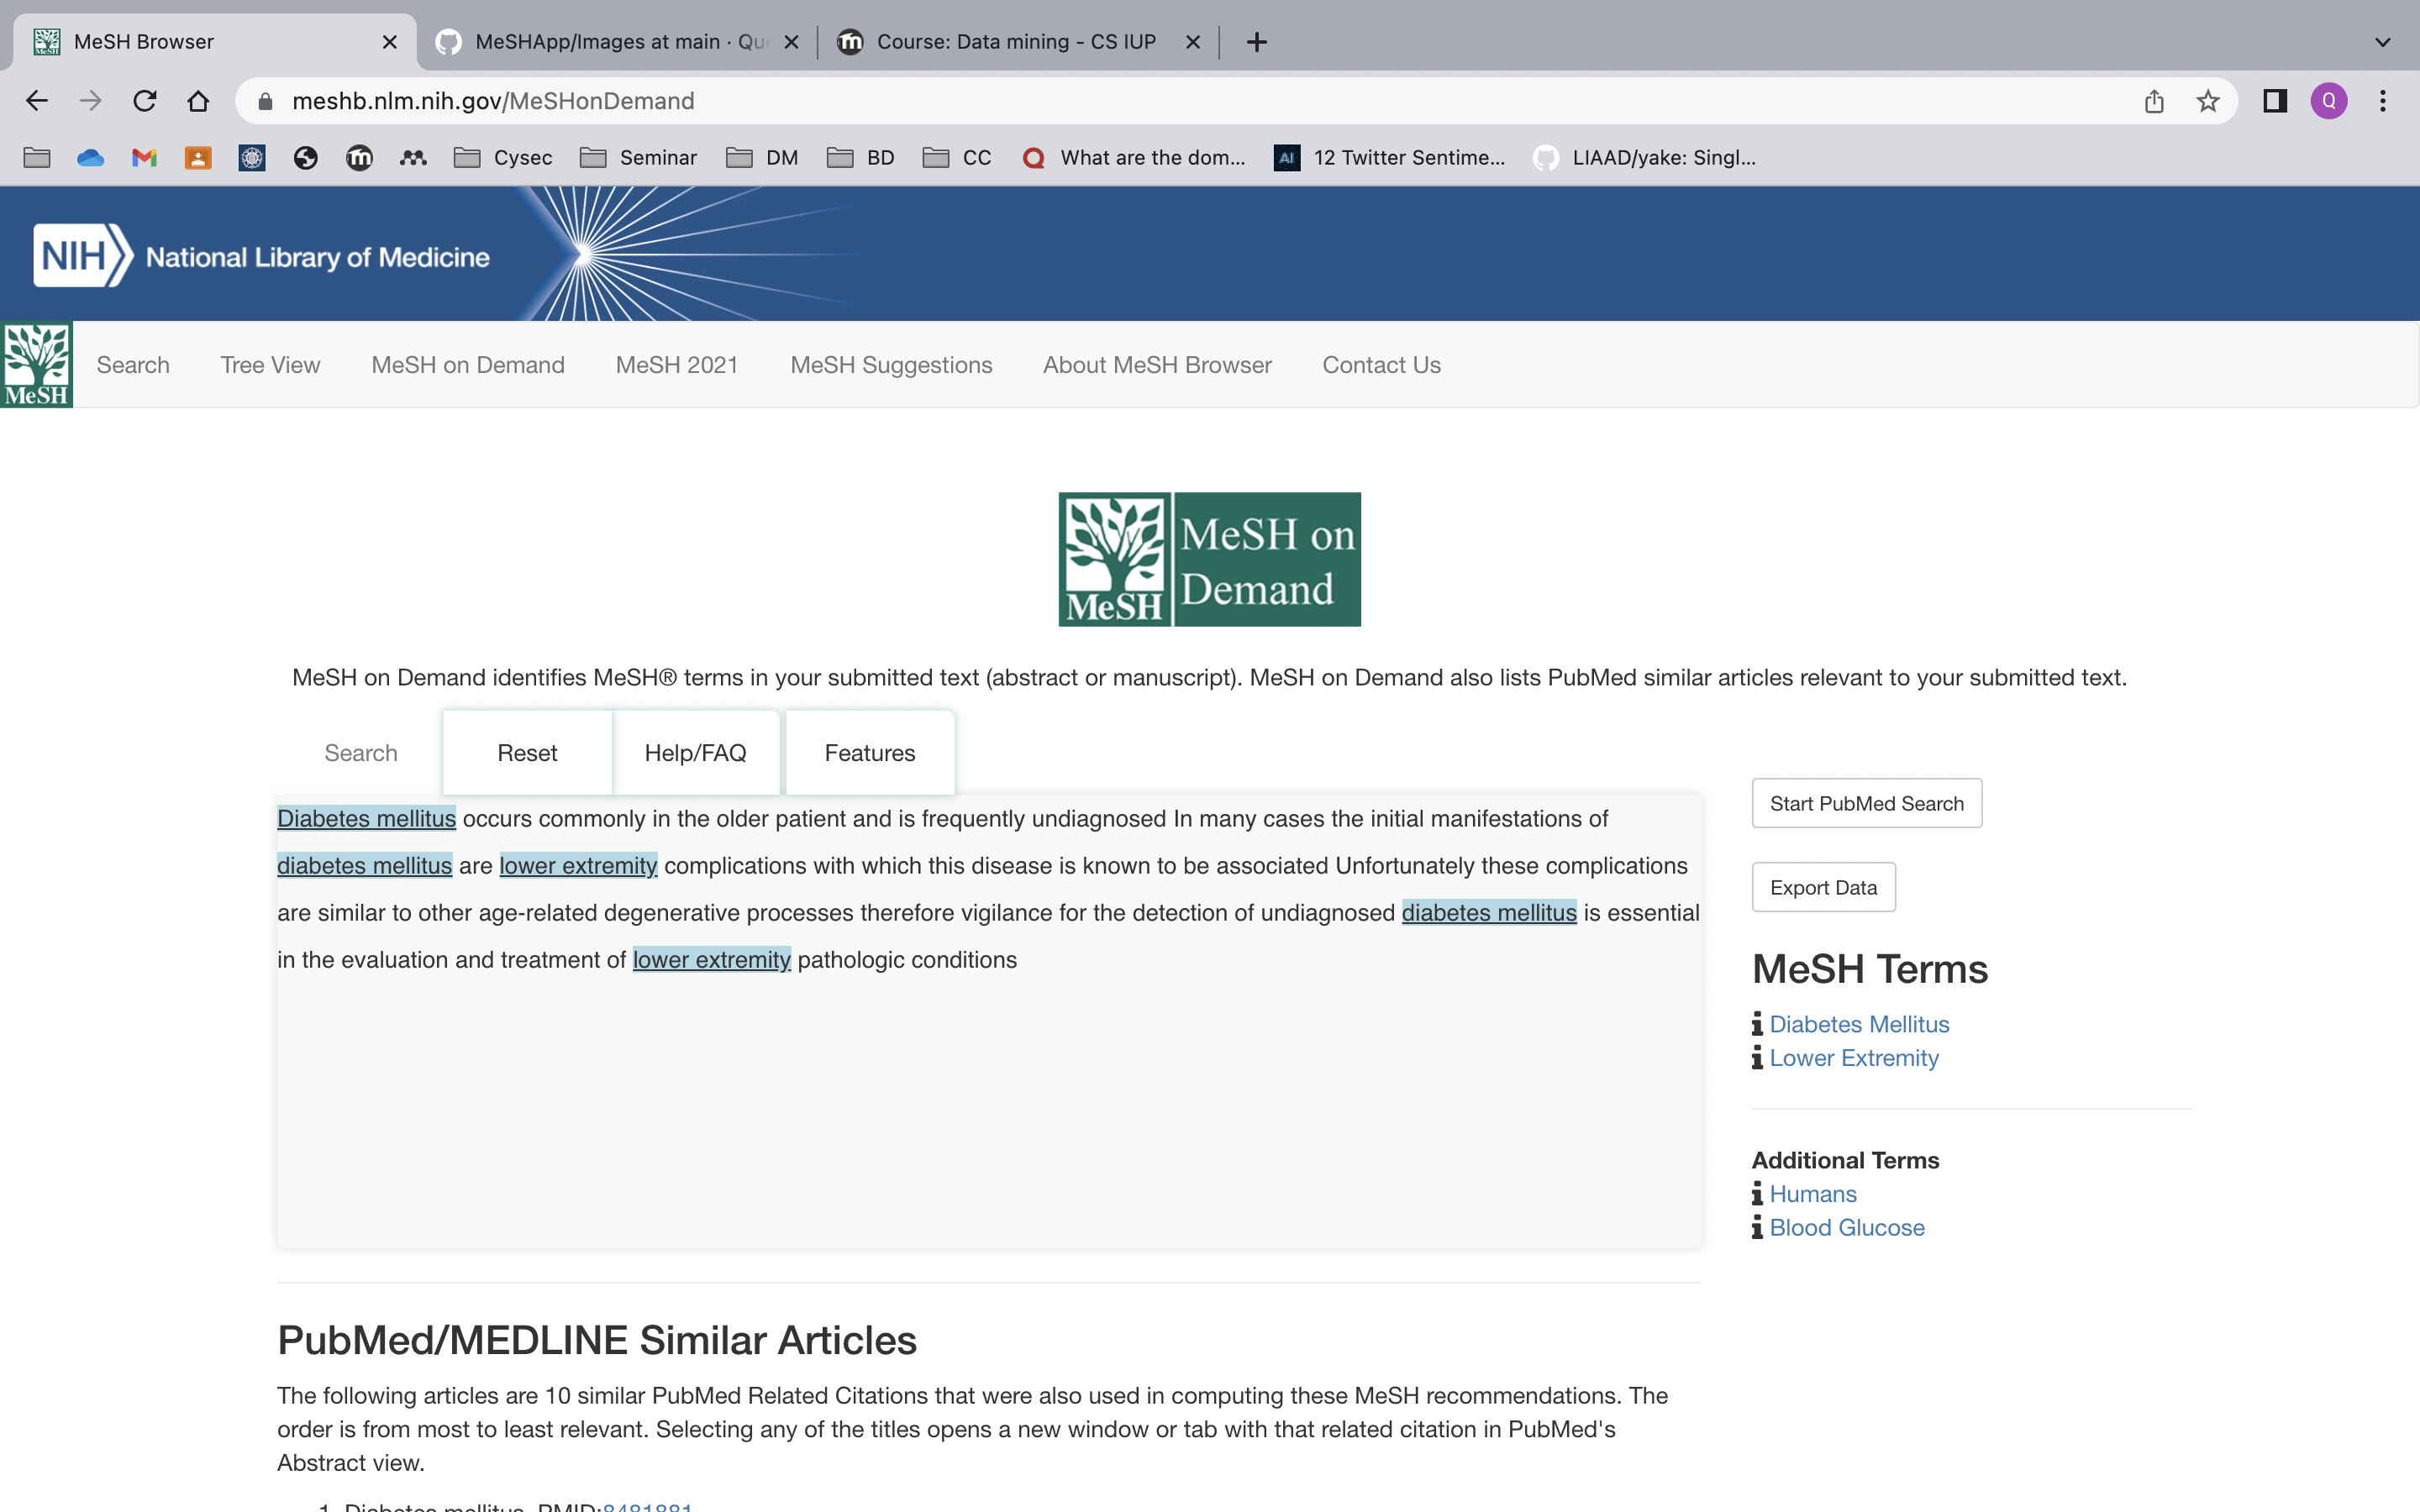 MeSH Browser
MeSHApp/Images at main · Qu
Course: Data mining - CS IUP
meshb.nlm.nih.gov/MeSHonDemand
Q
Cysec Seminar DM BD CC What are the dom... AI 12 Twitter Sentime... LIAAD/yake: Singl...
NIH National Library of Medicine
MeSH
Search Tree View MeSH on Demand MeSH 2021 MeSH Suggestions About MeSH Browser Contact Us
MeSH
MeSH on
Demand
MeSH on Demand identifies MeSH® terms in your submitted text (abstract or manuscript). MeSH on Demand also lists PubMed similar articles relevant to your submitted text.
Search Reset Help/FAQ Features
Diabetes mellitus occurs commonly in the older patient and is frequently undiagnosed In many cases the initial manifestations of
diabetes mellitus are lower extremity complications with which this disease is known to be associated Unfortunately these complications
are similar to other age-related degenerative processes therefore vigilance for the detection of undiagnosed diabetes mellitus is essential
in the evaluation and treatment of lower extremity pathologic conditions
Start PubMed Search
Export Data
MeSH Terms
Diabetes Mellitus
Lower Extremity
Additional Terms
Humans
Blood Glucose
PubMed/MEDLINE Similar Articles
The following articles are 10 similar PubMed Related Citations that were also used in computing these MeSH recommendations. The
order is from most to least relevant. Selecting any of the titles opens a new window or tab with that related citation in PubMed's
Abstract view.
1. Diabetes mellitus. PMID:8481881